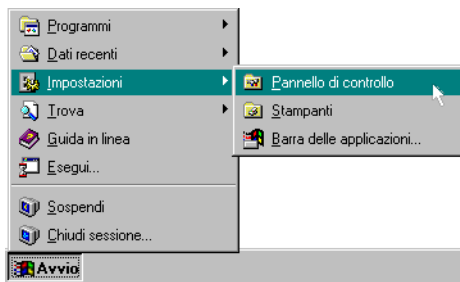 Programmi
Dati recenti
Impostazioni
Trova
Guida in linea
Esegui...
Sospendi
Chiudi sessione...
Avvio
Pannello di controllo
Stampanti
Barra delle applicazioni...